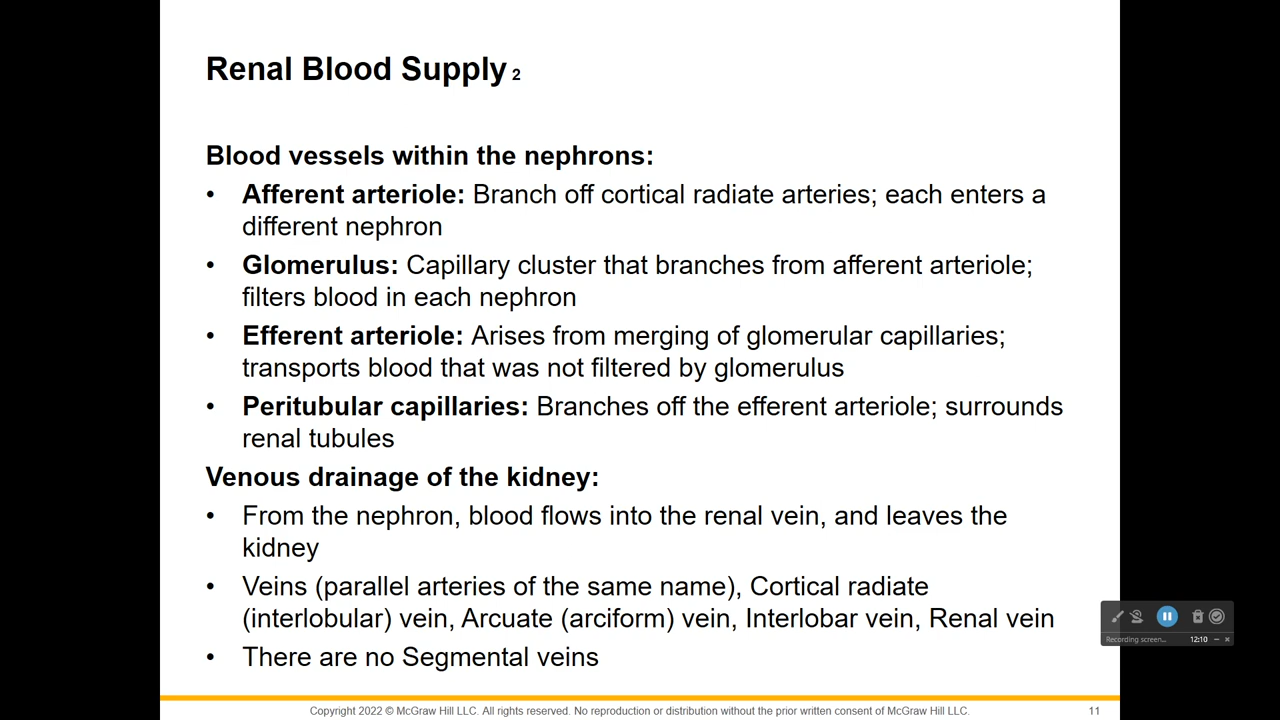 Renal Blood Supply 2
Blood vessels within the nephrons:
• Afferent arteriole: Branch off cortical radiate arteries; each enters a
different nephron
• Glomerulus: Capillary cluster that branches from afferent arteriole;
filters blood in each nephron
• Efferent arteriole: Arises from merging of glomerular capillaries;
transports blood that was not filtered by glomerulus
• Peritubular capillaries: Branches off the efferent arteriole; surrounds
renal tubules
Venous drainage of the kidney:
• From the nephron, blood flows into the renal vein, and leaves the
kidney
• Veins (parallel arteries of the same name), Cortical radiate
(interlobular) vein, Arcuate (arciform) vein, Interlobar vein, Renal vein
• There are no Segmental veins
Recording screen... 12:10
Copyright 2022 © McGraw Hill LLC. All rights reserved. No reproduction or distribution without the prior written consent of McGraw Hill LLC. 11